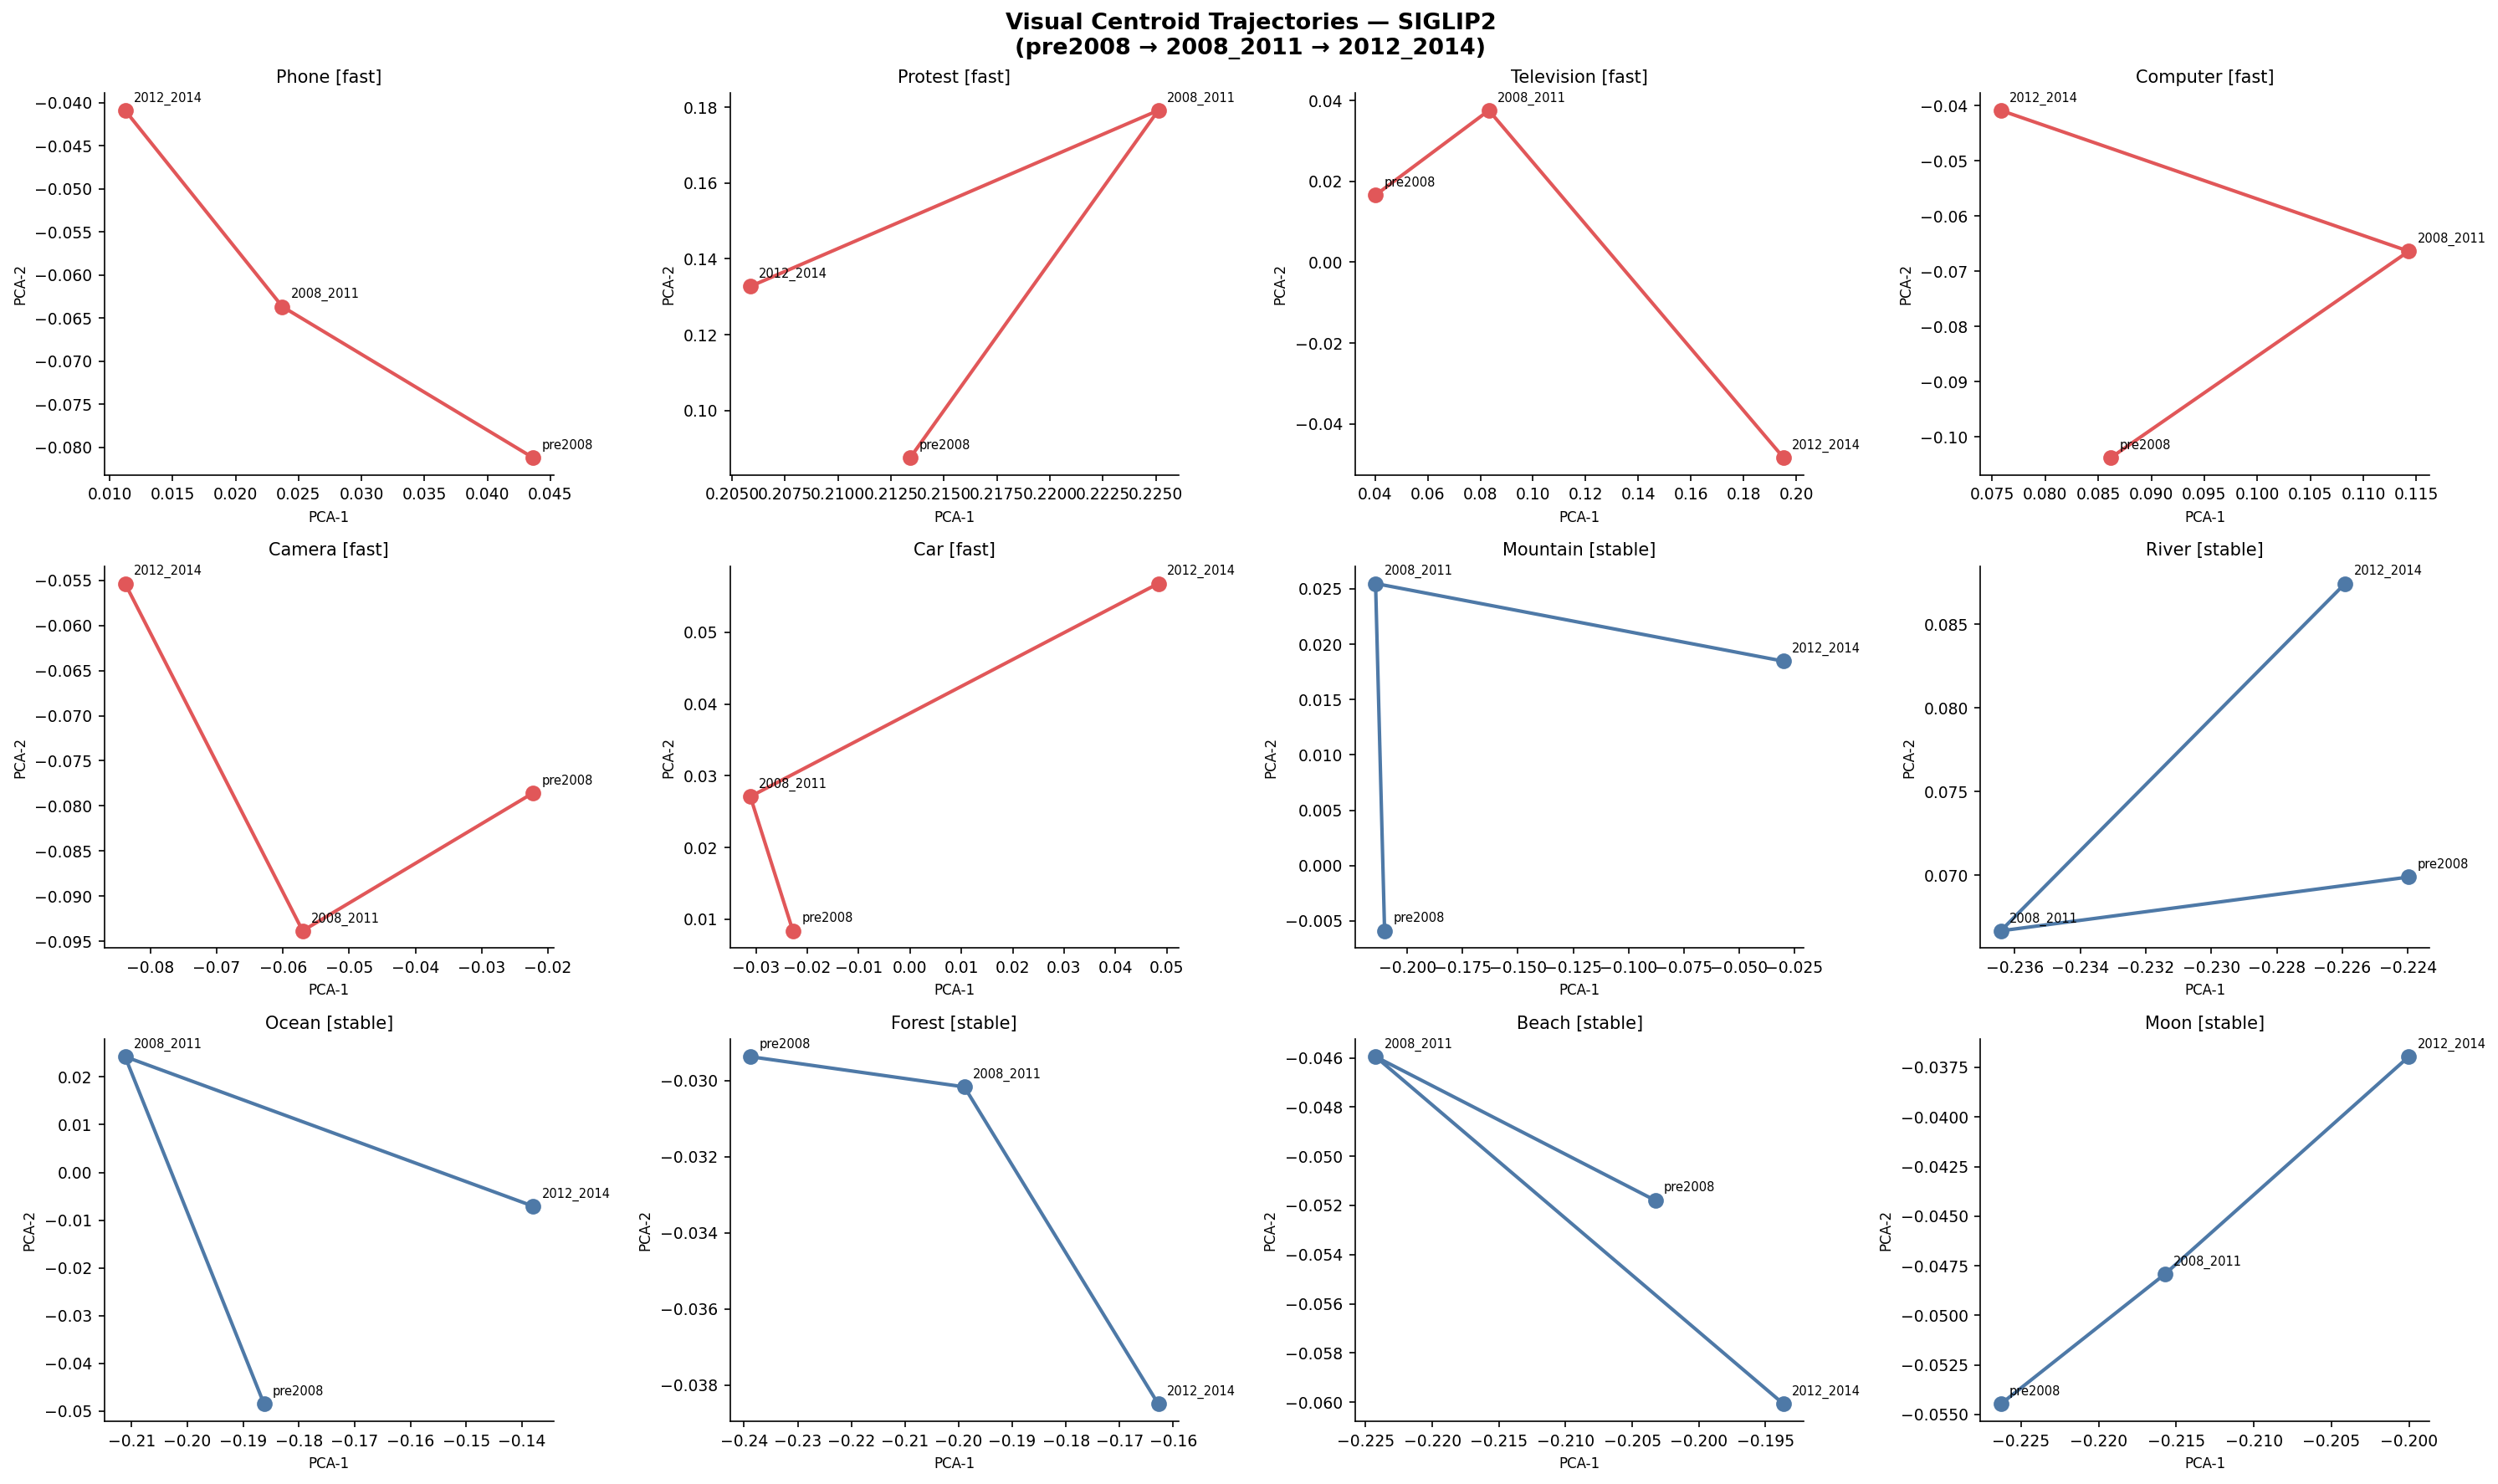 Visual Centroid Trajectories — SIGLIP2
(pre2008 → 2008_2011 → 2012_2014)
Phone [fast]
PCA-2
−0.040
−0.045
−0.050
−0.055
−0.060
−0.065
−0.070
−0.075
−0.080
2012_2014
2008_2011
pre2008
0.010 0.015 0.020 0.025 0.030 0.035 0.040 0.045
PCA-1
Protest [fast]
PCA-2
0.18
0.16
0.14
0.12
0.10
2008_2011
2012_2014
pre2008
0.2050 0.2075 0.2100 0.2125 0.2150 0.2175 0.2200 0.2225 0.2250
PCA-1
Television [fast]
PCA-2
0.04
0.02
0.00
−0.02
−0.04
2008_2011
pre2008
2012_2014
0.04 0.06 0.08 0.10 0.12 0.14 0.16 0.18 0.20
PCA-1
Computer [fast]
PCA-2
−0.04
−0.05
−0.06
−0.07
−0.08
−0.09
−0.10
2012_2014
2008_2011
pre2008
0.075 0.080 0.085 0.090 0.095 0.100 0.105 0.110 0.115
PCA-1
Camera [fast]
PCA-2
−0.055
−0.060
−0.065
−0.070
−0.075
−0.080
−0.085
−0.090
−0.095
2012_2014
pre2008
2008_2011
−0.08 −0.07 −0.06 −0.05 −0.04 −0.03 −0.02
PCA-1
Car [fast]
PCA-2
0.05
0.04
0.03
0.02
0.01
2012_2014
2008_2011
pre2008
−0.03 −0.02 −0.01 0.00 0.01 0.02 0.03 0.04 0.05
PCA-1
Mountain [stable]
PCA-2
0.025
0.020
0.015
0.010
0.005
0.000
−0.005
2008_2011
2012_2014
pre2008
−0.200 −0.175 −0.150 −0.125 −0.100 −0.075 −0.050 −0.025
PCA-1
River [stable]
PCA-2
0.085
0.080
0.075
0.070
2012_2014
pre2008
2008_2011
−0.236 −0.234 −0.232 −0.230 −0.228 −0.226 −0.224
PCA-1
Ocean [stable]
PCA-2
0.02
0.01
0.00
−0.01
−0.02
−0.03
−0.04
−0.05
2008_2011
2012_2014
pre2008
−0.21 −0.20 −0.19 −0.18 −0.17 −0.16 −0.15 −0.14
PCA-1
Forest [stable]
PCA-2
−0.030
−0.032
−0.034
−0.036
−0.038
pre2008
2008_2011
2012_2014
−0.24 −0.23 −0.22 −0.21 −0.20 −0.19 −0.18 −0.17 −0.16
PCA-1
Beach [stable]
PCA-2
−0.046
−0.048
−0.050
−0.052
−0.054
−0.056
−0.058
−0.060
2008_2011
pre2008
2012_2014
−0.225 −0.220 −0.215 −0.210 −0.205 −0.200 −0.195
PCA-1
Moon [stable]
PCA-2
−0.0375
−0.0400
−0.0425
−0.0450
−0.0475
−0.0500
−0.0525
−0.0550
2012_2014
2008_2011
pre2008
−0.225 −0.220 −0.215 −0.210 −0.205 −0.200
PCA-1